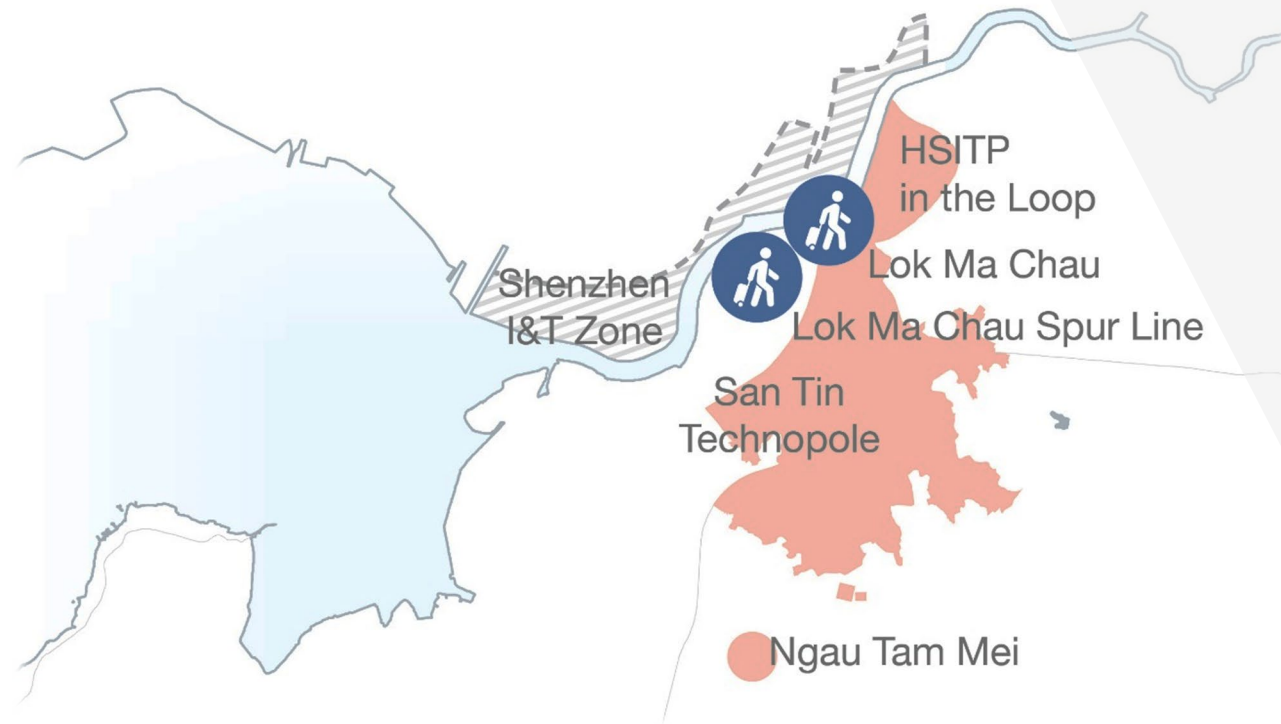 HSITP
in the Loop
Lok Ma Chau
Shenzhen
I&T Zone
Lok Ma Chau Spur Line
San Tin
Technopole
Ngau Tam Mei